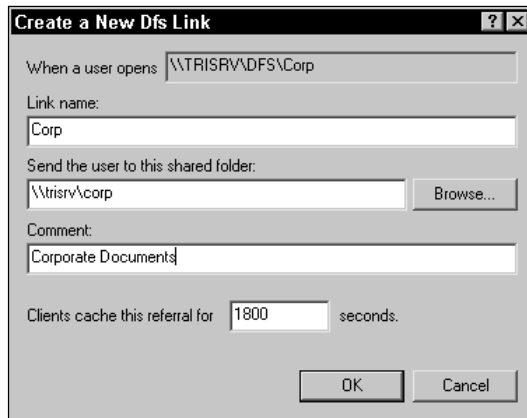 Create a New Dfs Link
When a user opens \\TRISRV\DFS\Corp
Link name:
Corp
Send the user to this shared folder:
\\trisrv\corp Browse...
Comment:
Corporate Documents
Clients cache this referral for 1800 seconds.
OK Cancel